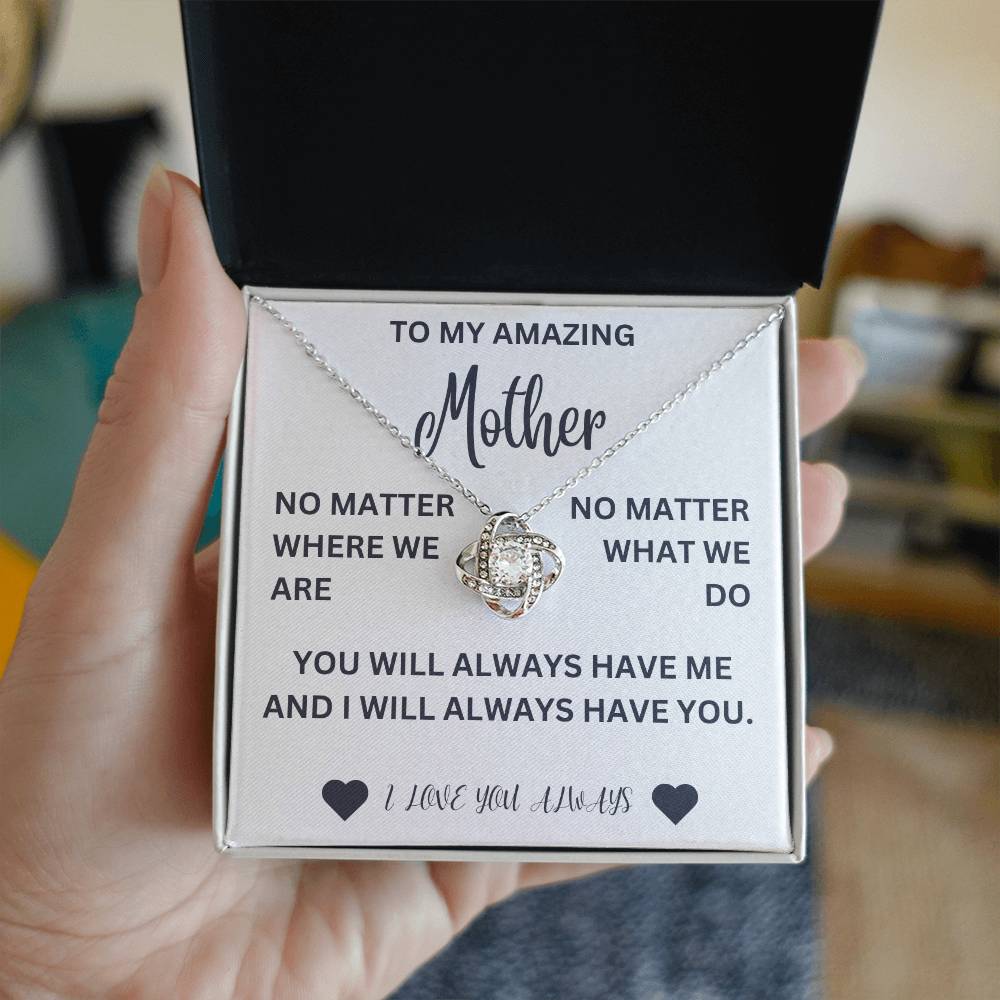 TO MY AMAZING
Mother
NO MATTER
WHERE WE
ARE
NO MATTER
WHAT WE
DO
YOU WILL ALWAYS HAVE ME
AND I WILL ALWAYS HAVE YOU.
I LOVE YOU ALWAYS